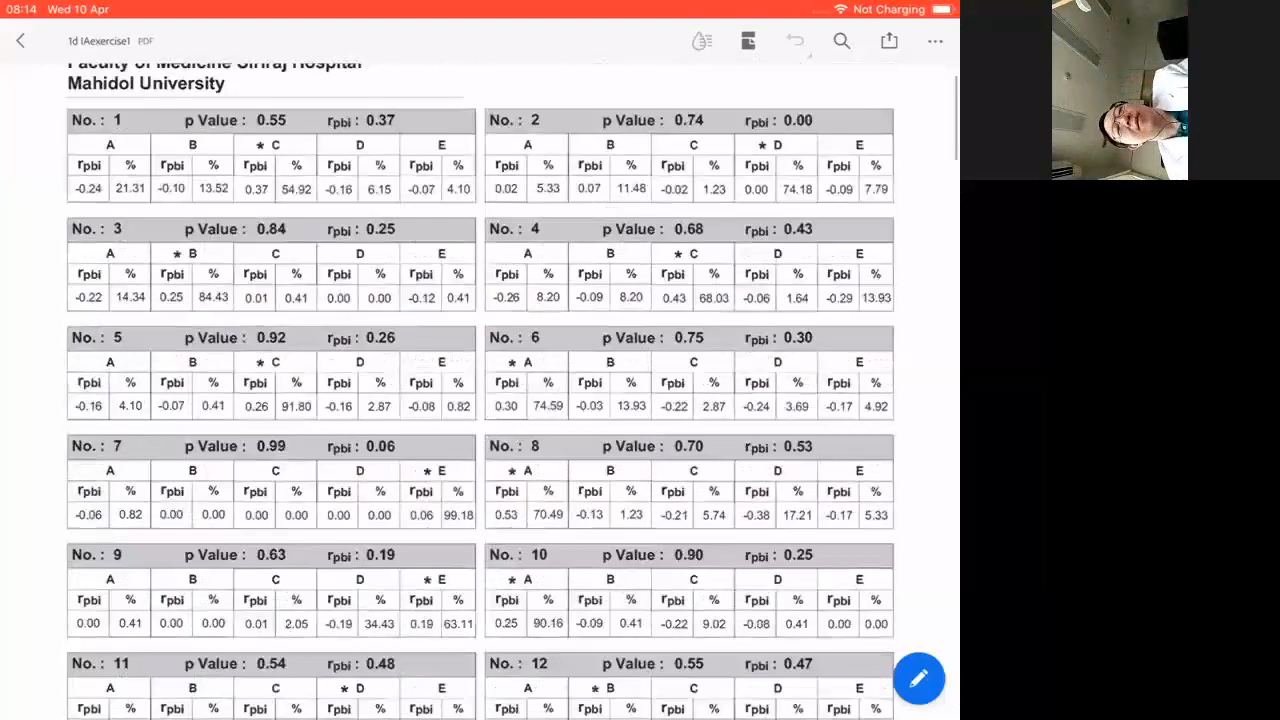 08:14 Wed 10 Apr
Not Charging
1d IAexercise1 PDF
Faculty of Medicine Siriraj Hospital
Mahidol University
No. : 1 p Value : 0.55 rpbi : 0.37
A B * C D E
rpbi % rpbi % rpbi % rpbi % rpbi %
-0.24 21.31 -0.10 13.52 0.37 54.92 -0.16 6.15 -0.07 4.10
No. : 2 p Value : 0.74 rpbi : 0.00
A B C * D E
rpbi % rpbi % rpbi % rpbi % rpbi %
0.02 5.33 0.07 11.48 -0.02 1.23 0.00 74.18 -0.09 7.79
No. : 3 p Value : 0.84 rpbi : 0.25
A * B C D E
rpbi % rpbi % rpbi % rpbi % rpbi %
-0.22 14.34 0.25 84.43 0.01 0.41 0.00 0.00 -0.12 0.41
No. : 4 p Value : 0.68 rpbi : 0.43
A B * C D E
rpbi % rpbi % rpbi % rpbi % rpbi %
-0.26 8.20 -0.09 8.20 0.43 68.03 -0.06 1.64 -0.29 13.93
No. : 5 p Value : 0.92 rpbi : 0.26
A B * C D E
rpbi % rpbi % rpbi % rpbi % rpbi %
-0.16 4.10 -0.07 0.41 0.26 91.80 -0.16 2.87 -0.08 0.82
No. : 6 p Value : 0.75 rpbi : 0.30
* A B C D E
rpbi % rpbi % rpbi % rpbi % rpbi %
0.30 74.59 -0.03 13.93 -0.22 2.87 -0.24 3.69 -0.17 4.92
No. : 7 p Value : 0.99 rpbi : 0.06
A B C D * E
rpbi % rpbi % rpbi % rpbi % rpbi %
-0.06 0.82 0.00 0.00 0.00 0.00 0.00 0.00 0.06 99.18
No. : 8 p Value : 0.70 rpbi : 0.53
* A B C D E
rpbi % rpbi % rpbi % rpbi % rpbi %
0.53 70.49 -0.13 1.23 -0.21 5.74 -0.38 17.21 -0.17 5.33
No. : 9 p Value : 0.63 rpbi : 0.19
A B C D * E
rpbi % rpbi % rpbi % rpbi % rpbi %
0.00 0.41 0.00 0.00 0.01 2.05 -0.19 34.43 0.19 63.11
No. : 10 p Value : 0.90 rpbi : 0.25
* A B C D E
rpbi % rpbi % rpbi % rpbi % rpbi %
0.25 90.16 -0.09 0.41 -0.22 9.02 -0.08 0.41 0.00 0.00
No. : 11 p Value : 0.54 rpbi : 0.48
A B C * D E
rpbi % rpbi % rpbi % rpbi % rpbi %
No. : 12 p Value : 0.55 rpbi : 0.47
A * B C D E
rpbi % rpbi % rpbi % rpbi % rpbi %